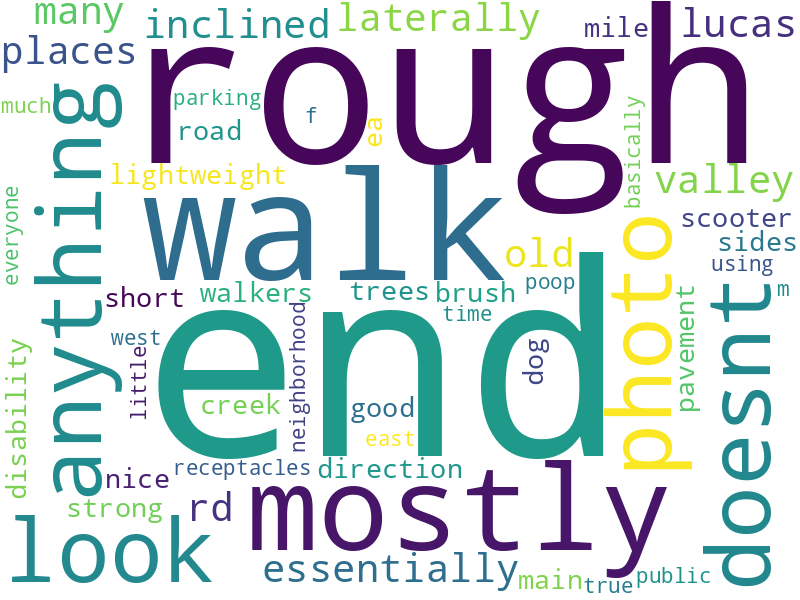 many
inclined
laterally
mile
lucas
places
rough
much
parking
f
ea
road
anything
lightweight
walk
basically
valley
everyone
old
photo
scooter
sides
using
short
walkers
trees
brush
poop
m
doesnt
time
west
end
neighborhood
dog
pavement
little
disability
creek
good
east
nice
receptacles
direction
strong
rd
mostly
look
essentially
main
true
public